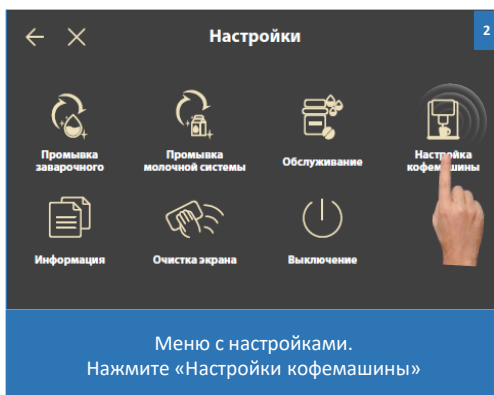 Настройки
2
Промывка
заварочного
Промывка
молочной системы
Обслуживание
Настройка
кофемашины
Информация
Очистка экрана
Выключение
Меню с настройками.
Нажмите «Настройки кофемашины»